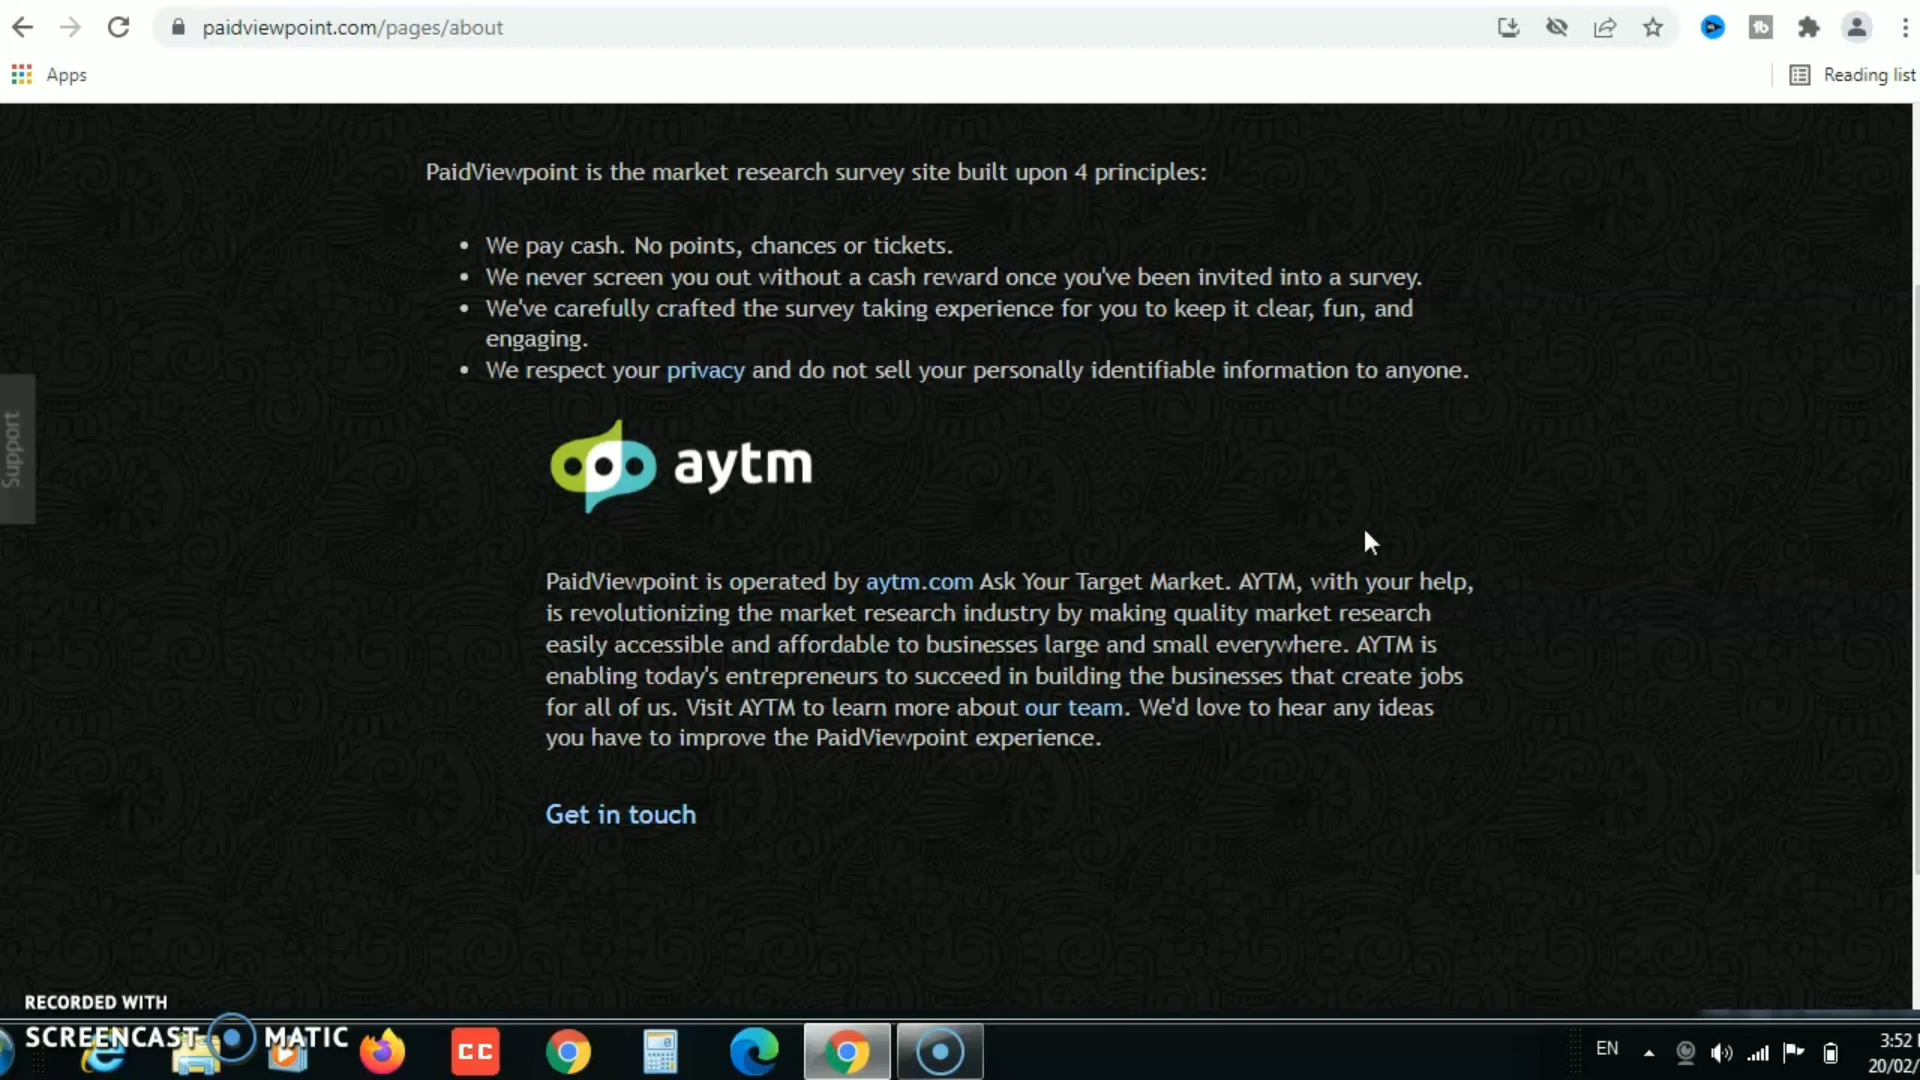 paidviewpoint.com/pages/about
Apps
Reading list
PaidViewpoint is the market research survey site built upon 4 principles:
• We pay cash. No points, chances or tickets.
• We never screen you out without a cash reward once you've been invited into a survey.
• We've carefully crafted the survey taking experience for you to keep it clear, fun, and
engaging.
• We respect your privacy and do not sell your personally identifiable information to anyone.
Support
aytm
PaidViewpoint is operated by aytm.com Ask Your Target Market. AYTM, with your help,
is revolutionizing the market research industry by making quality market research
easily accessible and affordable to businesses large and small everywhere. AYTM is
enabling today's entrepreneurs to succeed in building the businesses that create jobs
for all of us. Visit AYTM to learn more about our team. We'd love to hear any ideas
you have to improve the PaidViewpoint experience.
Get in touch
RECORDED WITH
SCREENCAST MATIC
CC
EN
3:52
20/02/